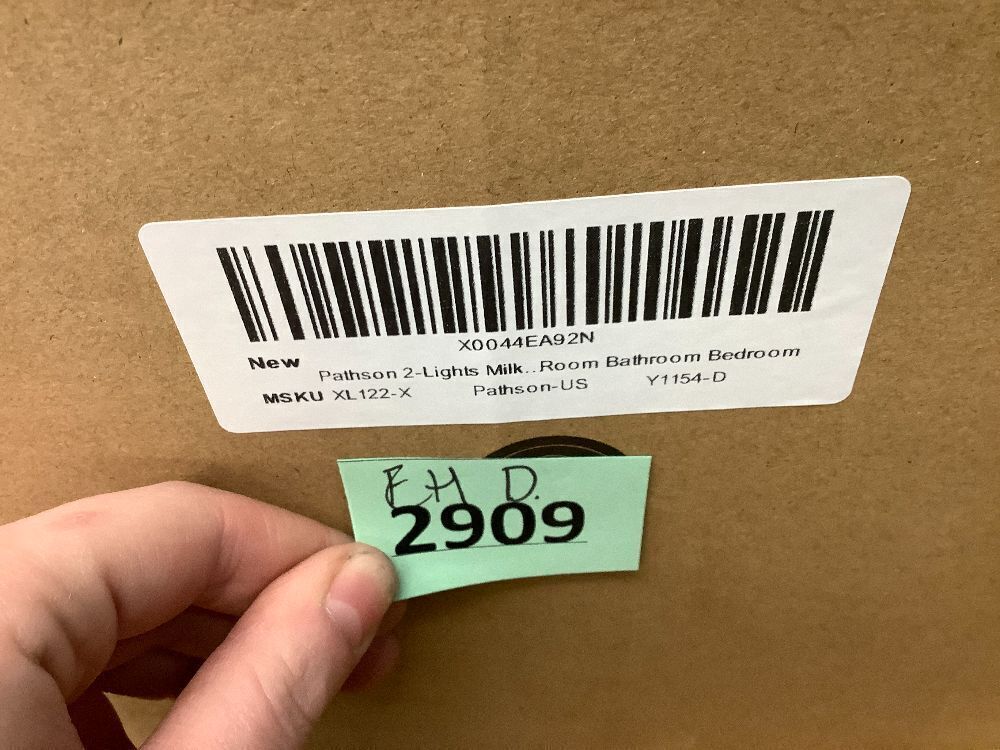 X0044EA92N
New
Pathson 2-Lights Milk...Room Bathroom Bedroom
MSKU XL122-X Pathson-US Y1154-D
E H D.
2909